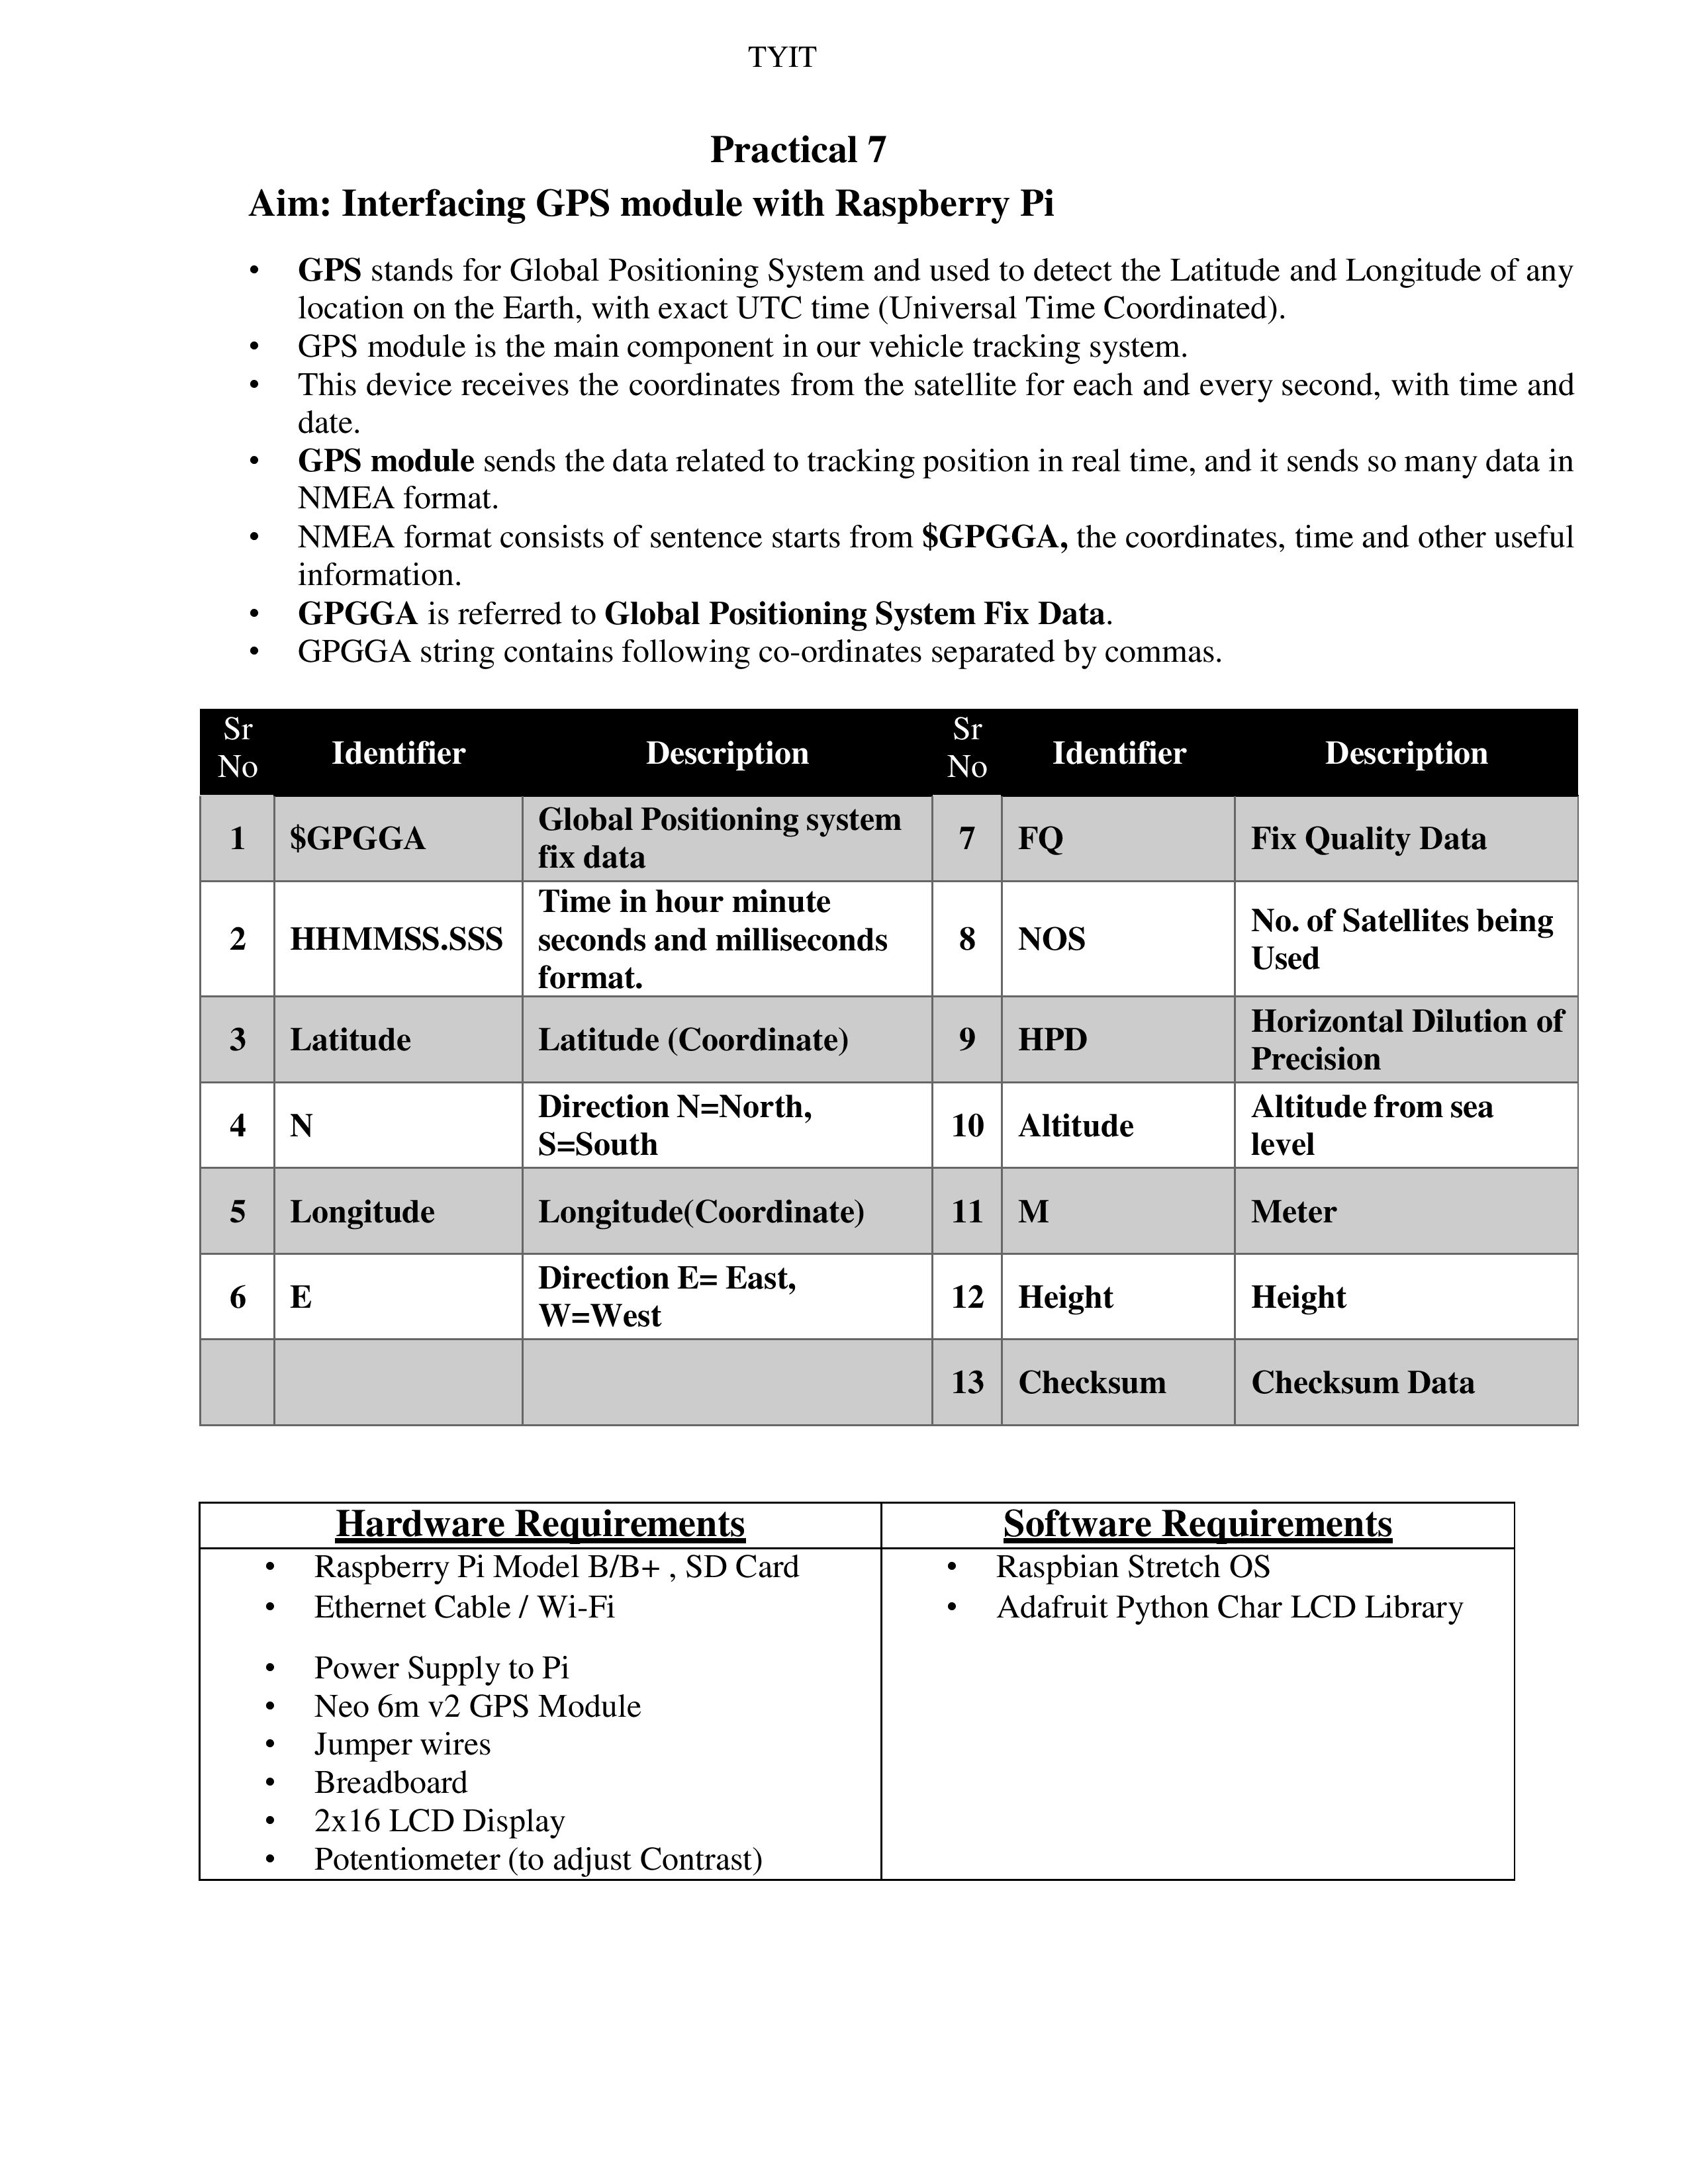 TYIT
Practical 7
Aim: Interfacing GPS module with Raspberry Pi
• GPS stands for Global Positioning System and used to detect the Latitude and Longitude of any
location on the Earth, with exact UTC time (Universal Time Coordinated).
• GPS module is the main component in our vehicle tracking system.
• This device receives the coordinates from the satellite for each and every second, with time and
date.
• GPS module sends the data related to tracking position in real time, and it sends so many data in
NMEA format.
• NMEA format consists of sentence starts from $GPGGA, the coordinates, time and other useful
information.
• GPGGA is referred to Global Positioning System Fix Data.
• GPGGA string contains following co-ordinates separated by commas.
Sr No Identifier Description Sr No Identifier Description
1 $GPGGA Global Positioning system fix data 7 FQ Fix Quality Data
2 HHMMSS.SSS Time in hour minute seconds and milliseconds format. 8 NOS No. of Satellites being Used
3 Latitude Latitude (Coordinate) 9 HPD Horizontal Dilution of Precision
4 N Direction N=North, S=South 10 Altitude Altitude from sea level
5 Longitude Longitude(Coordinate) 11 M Meter
6 E Direction E= East, W=West 12 Height Height
13 Checksum Checksum Data
Hardware Requirements Software Requirements
• Raspberry Pi Model B/B+ , SD Card
• Ethernet Cable / Wi-Fi
• Power Supply to Pi
• Neo 6m v2 GPS Module
• Jumper wires
• Breadboard
• 2x16 LCD Display
• Potentiometer (to adjust Contrast)
• Raspbian Stretch OS
• Adafruit Python Char LCD Library